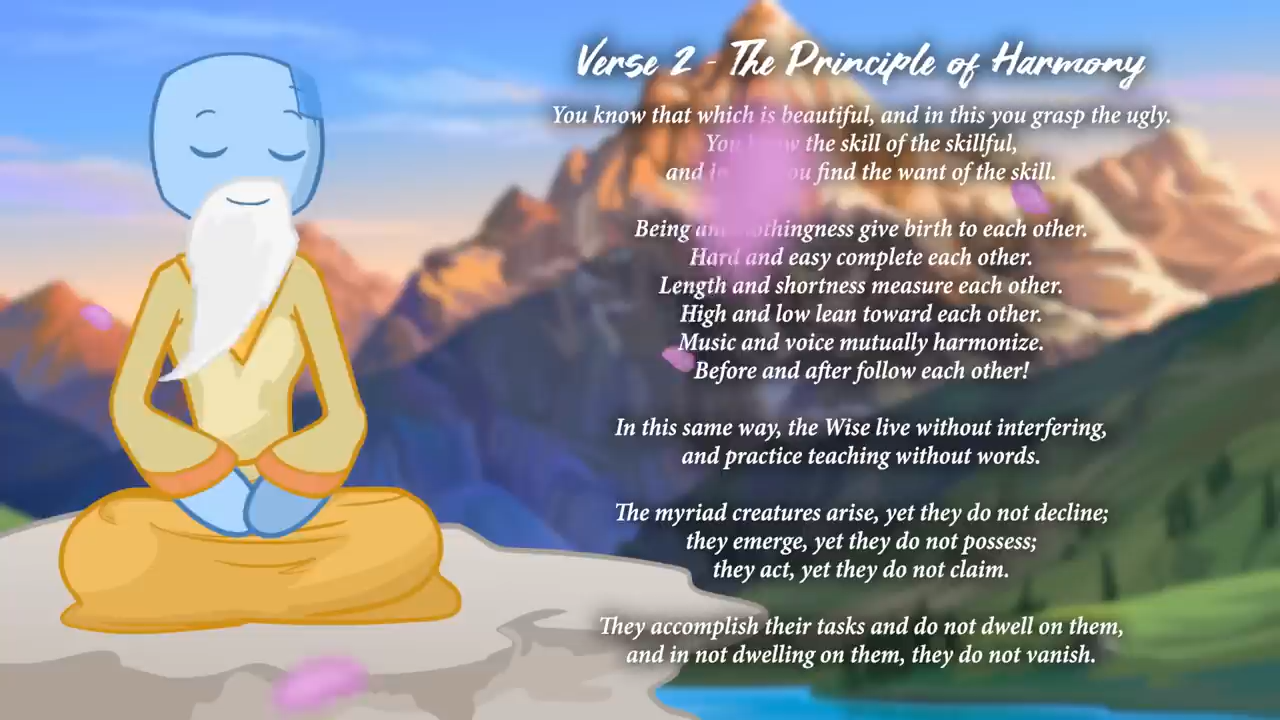 Verse 2 - The Principle of Harmony
You know that which is beautiful, and in this you grasp the ugly.
You know the skill of the skillful,
and in you find the want of the skill.
Being and nothingness give birth to each other.
Hard and easy complete each other.
Length and shortness measure each other.
High and low lean toward each other.
Music and voice mutually harmonize.
Before and after follow each other!
In this same way, the Wise live without interfering,
and practice teaching without words.
The myriad creatures arise, yet they do not decline;
they emerge, yet they do not possess;
they act, yet they do not claim.
They accomplish their tasks and do not dwell on them,
and in not dwelling on them, they do not vanish.